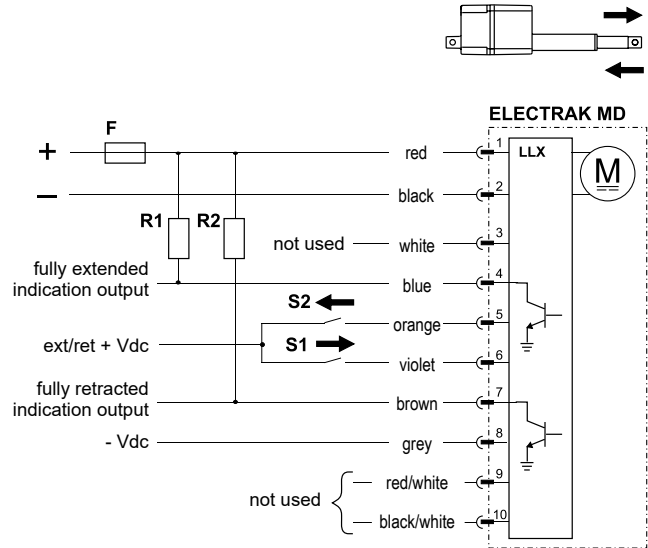 ELECTRAK MD
F
+
red
1
LLX
M
−
black
2
R1
R2
not used
white
3
fully extended
indication output
blue
4
S2
orange
5
ext/ret + Vdc
S1
violet
6
fully retracted
indication output
brown
7
- Vdc
grey
8
not used
red/white
9
black/white
10